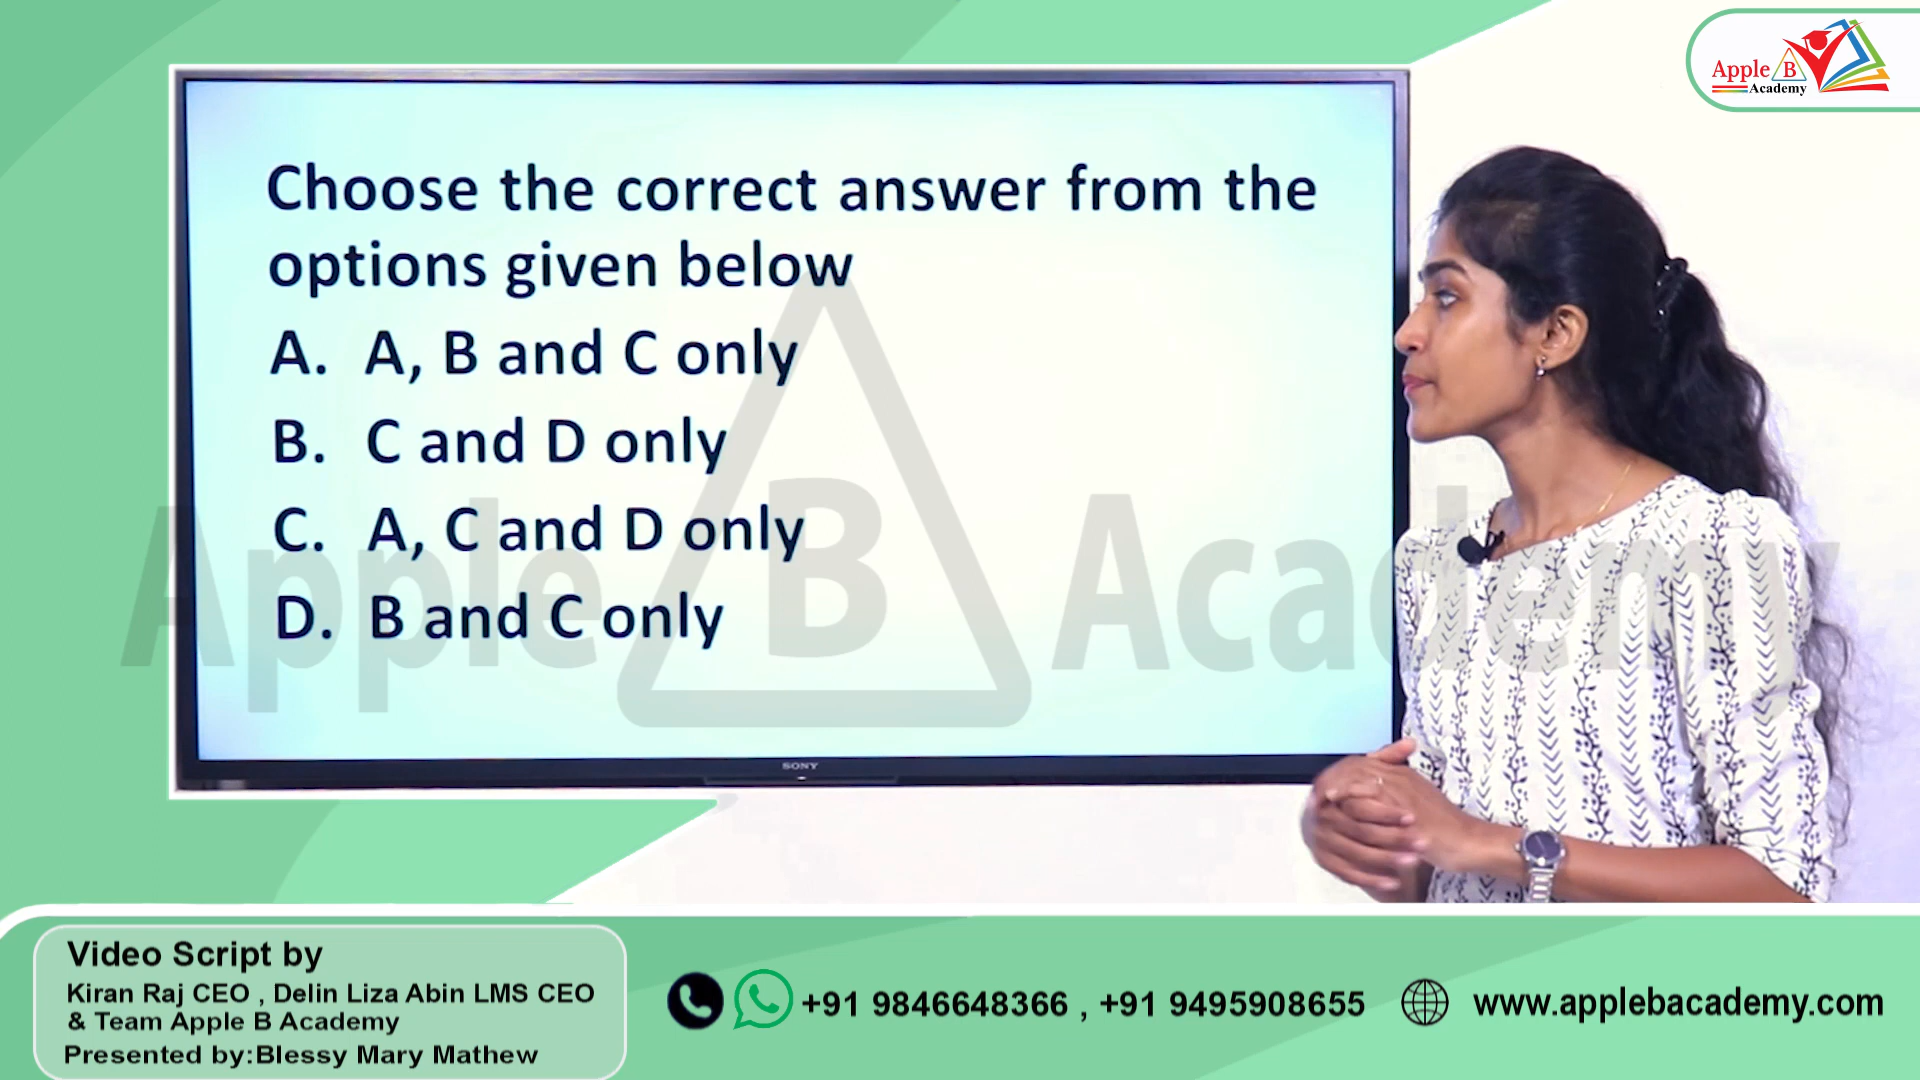 Apple B
Academy
Choose the correct answer from the
options given below
A. A, B and C only
B. C and D only
C. A, C and D only
D. B and C only
Apple B Academy
SONY
Video Script by
Kiran Raj CEO , Delin Liza Abin LMS CEO
& Team Apple B Academy
Presented by:Blessy Mary Mathew
+91 9846648366 , +91 9495908655
www.applebacademy.com